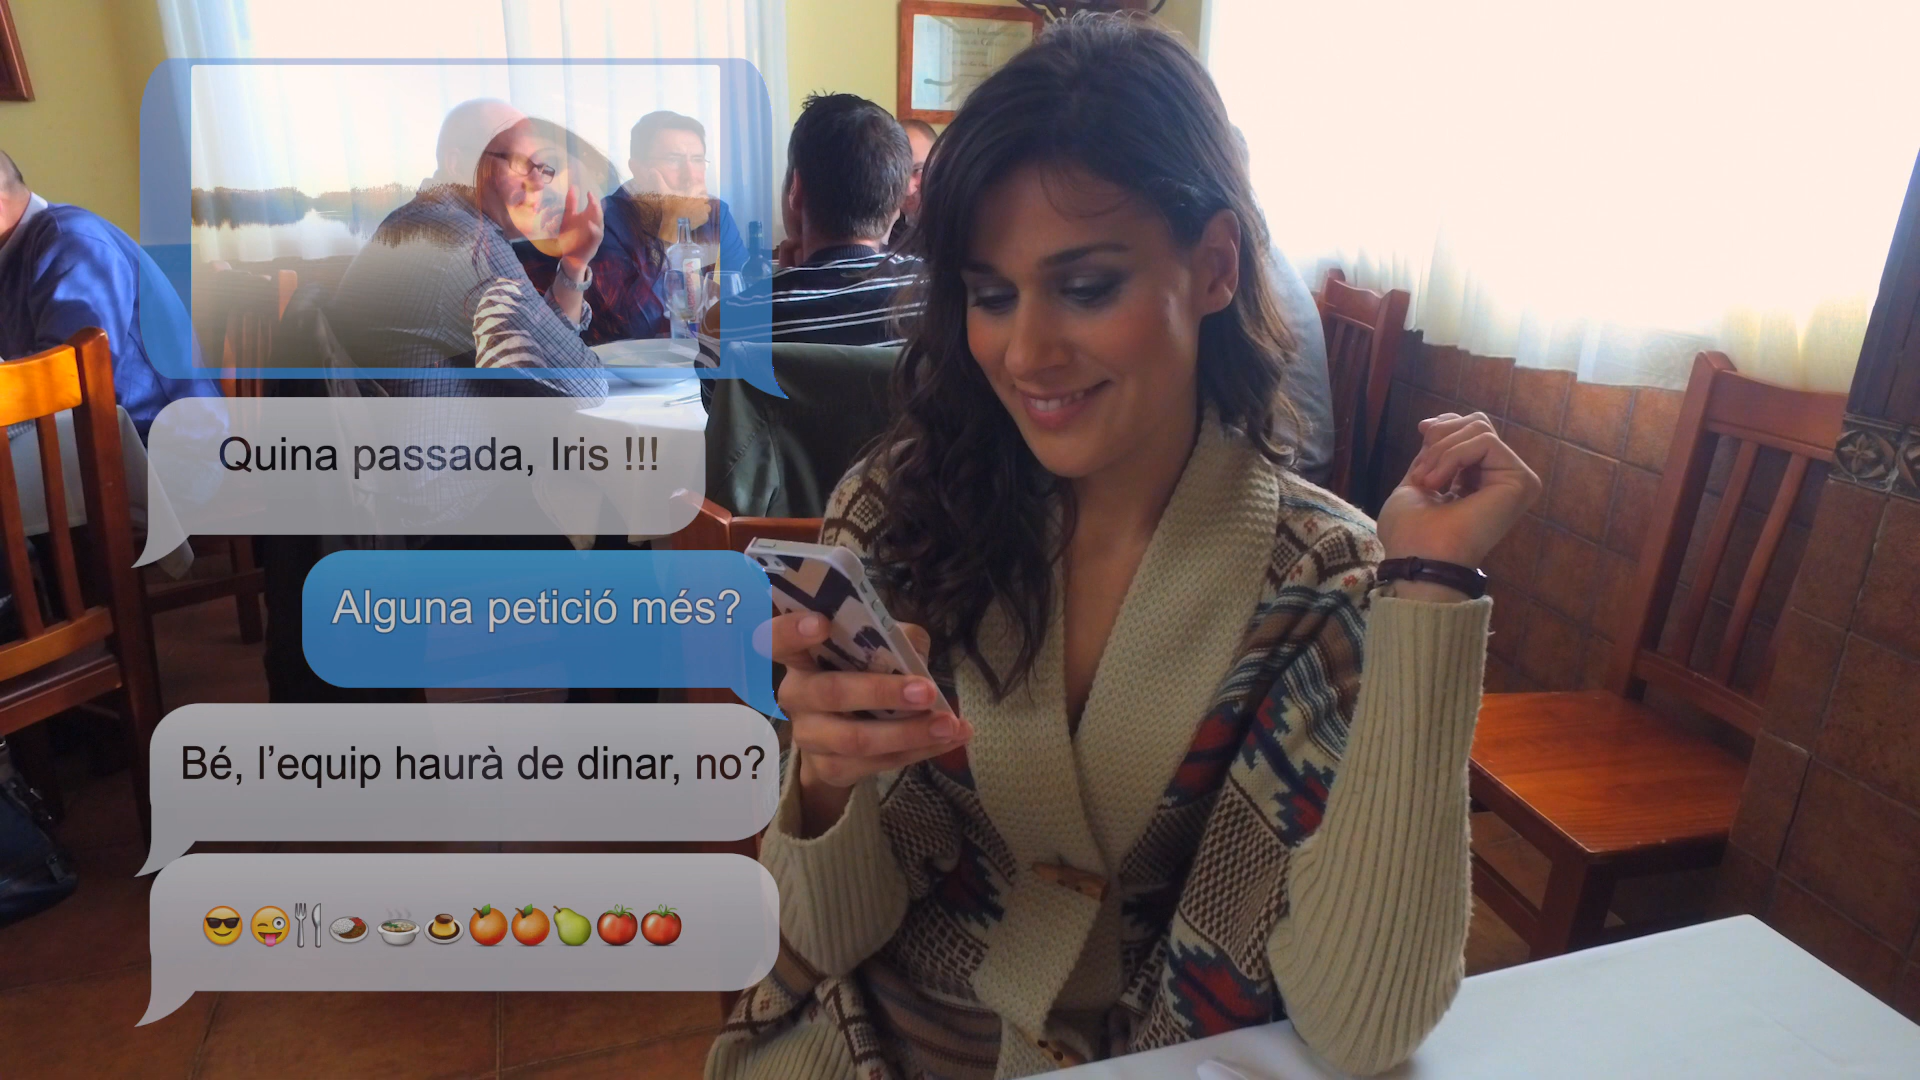 Quina passada, Iris !!!
Alguna petició més?
Bé, l’equip haurà de dinar, no?